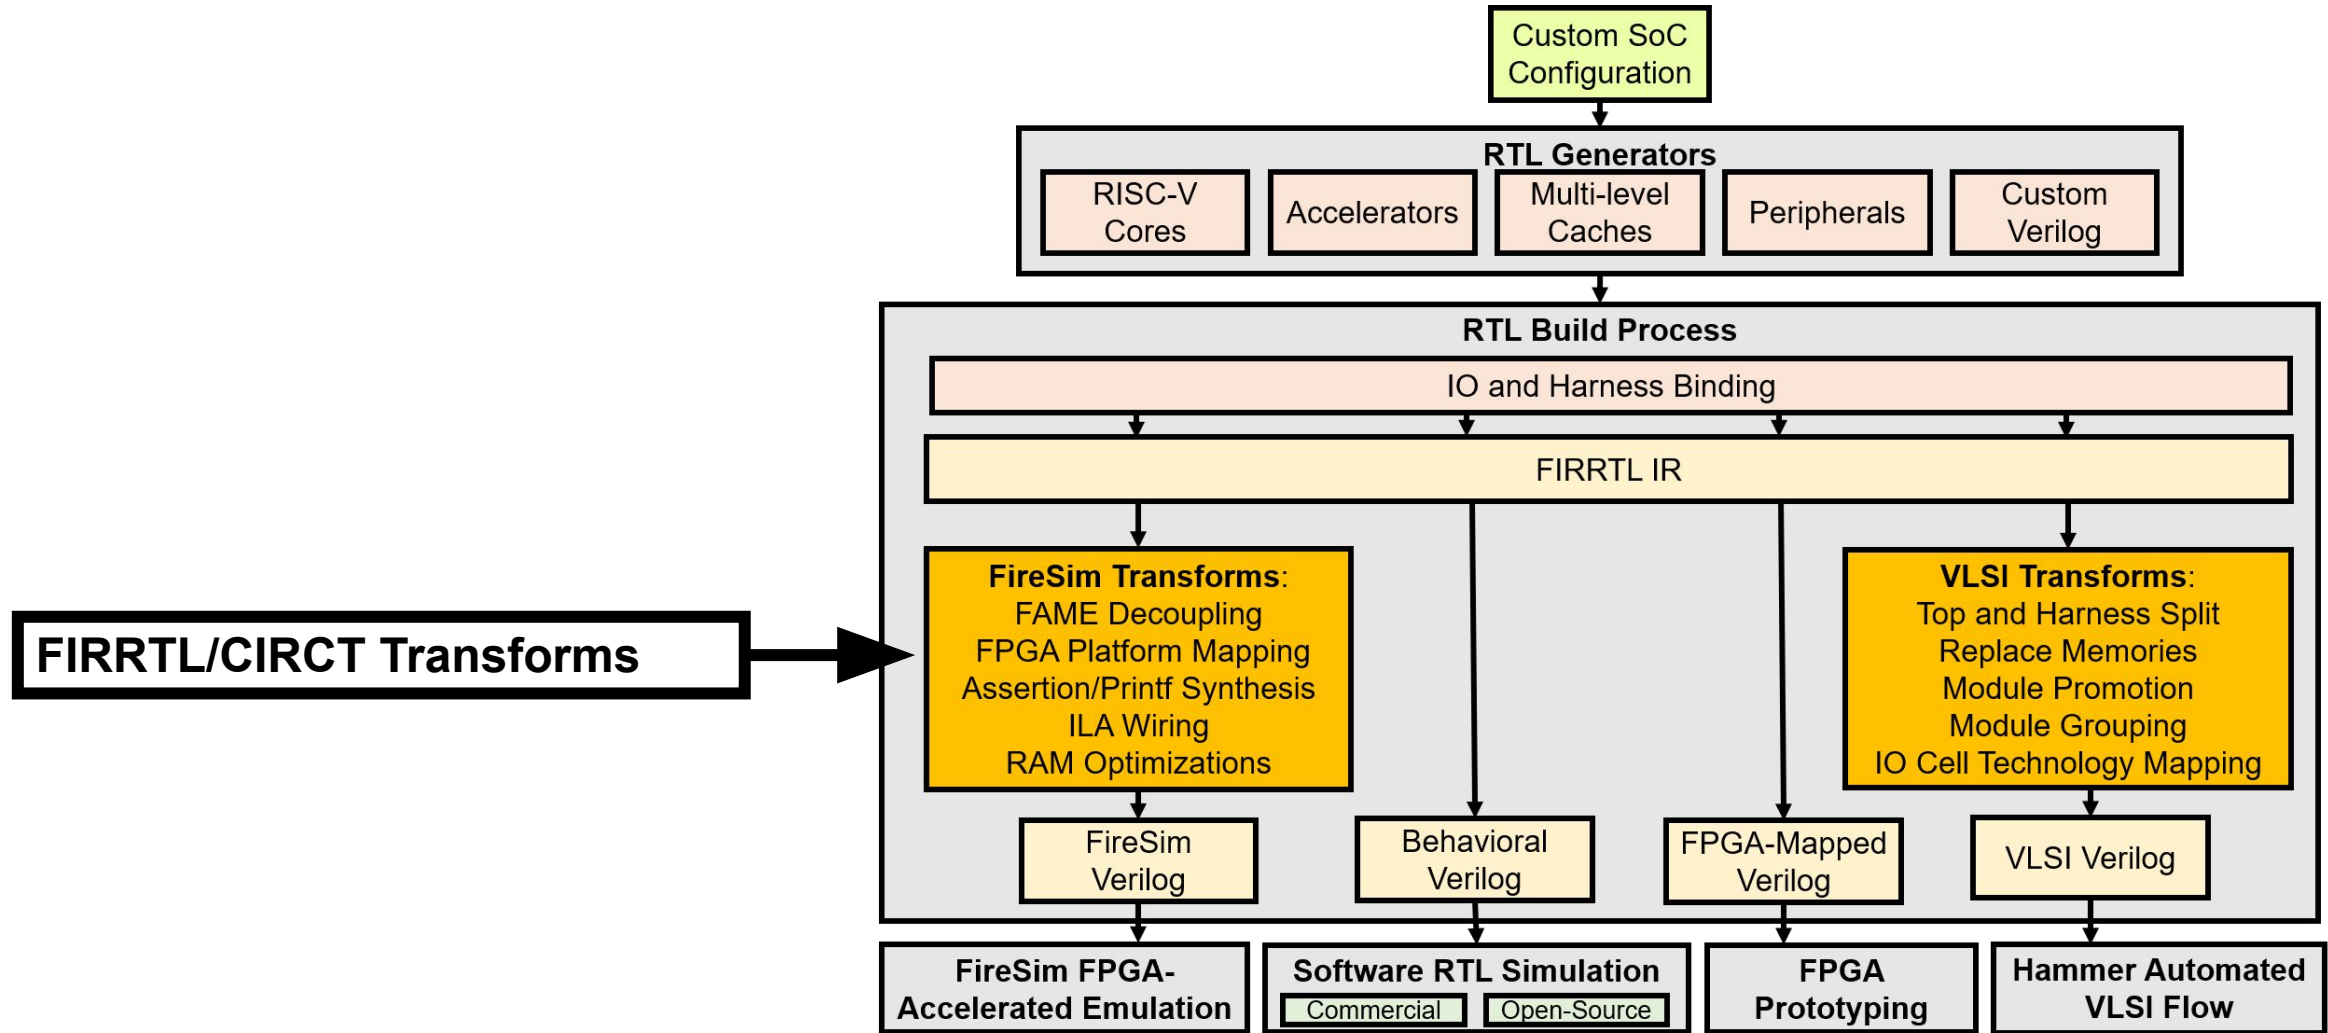 Custom SoC
Configuration
RTL Generators
RISC-V
Cores
Accelerators
Multi-level
Caches
Peripherals
Custom
Verilog
RTL Build Process
IO and Harness Binding
FIRRTL IR
FIRRTL/CIRCT Transforms
FireSim Transforms:
FAME Decoupling
FPGA Platform Mapping
Assertion/Printf Synthesis
ILA Wiring
RAM Optimizations
VLSI Transforms:
Top and Harness Split
Replace Memories
Module Promotion
Module Grouping
IO Cell Technology Mapping
FireSim
Verilog
Behavioral
Verilog
FPGA-Mapped
Verilog
VLSI Verilog
FireSim FPGA-
Accelerated Emulation
Software RTL Simulation
Commercial
Open-Source
FPGA
Prototyping
Hammer Automated
VLSI Flow